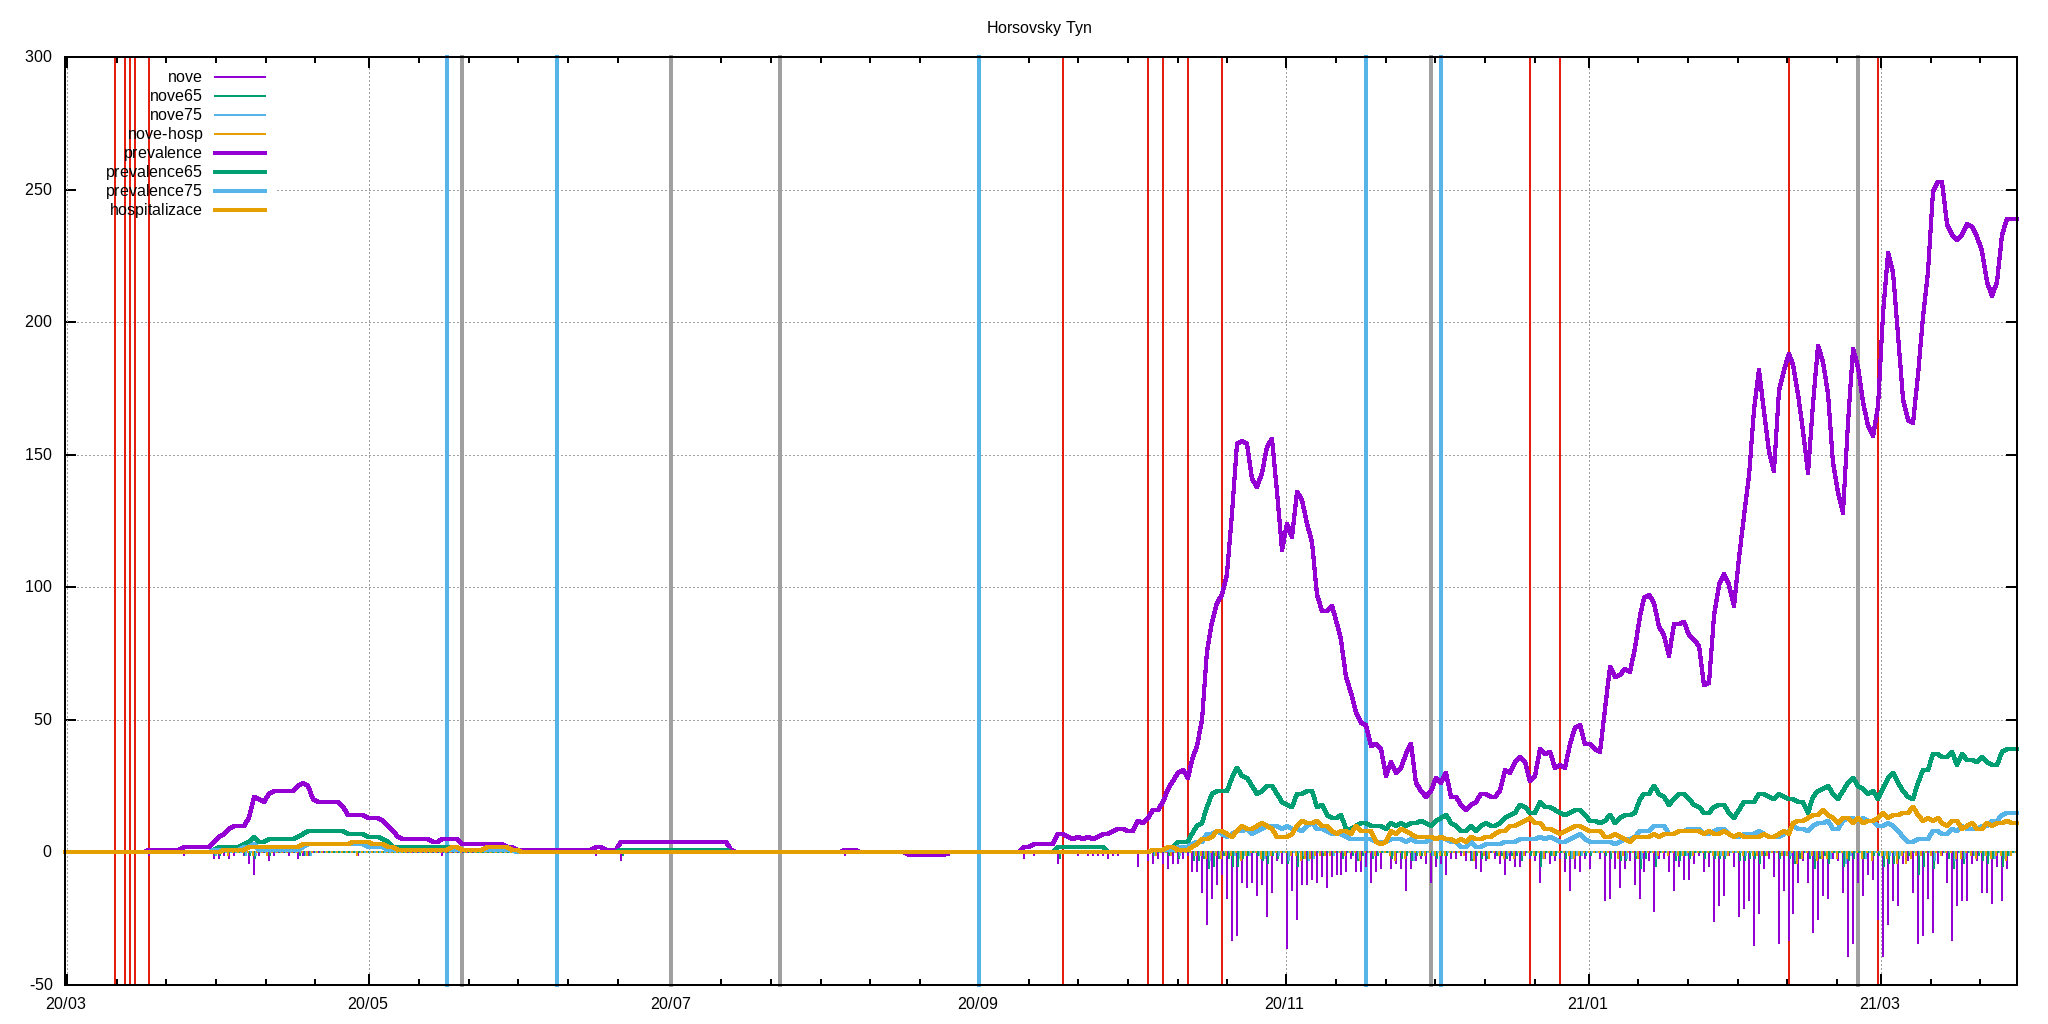 Horsovsky Tyn
300
250
200
150
100
50
0
-50
nove
nove65
nove75
nove-hosp
prevalence
prevalence65
prevalence75
hospitalizace
20/03 20/05 20/07 20/09 20/11 21/01 21/03